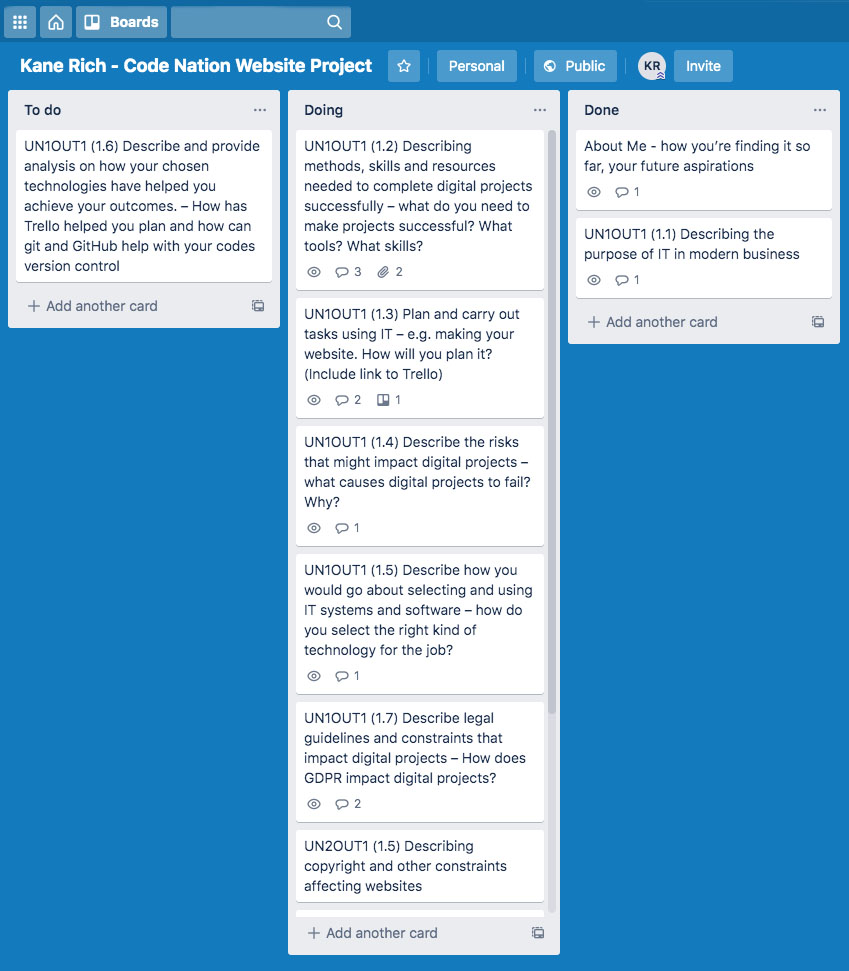 Boards
Kane Rich - Code Nation Website Project
Personal
Public
KR
Invite
To do
UN1OUT1 (1.6) Describe and provide
analysis on how your chosen
technologies have helped you
achieve your outcomes. – How has
Trello helped you plan and how can
git and GitHub help with your codes
version control
+ Add another card
Doing
UN1OUT1 (1.2) Describing
methods, skills and resources
needed to complete digital projects
successfully – what do you need to
make projects successful? What
tools? What skills?
3 2
UN1OUT1 (1.3) Plan and carry out
tasks using IT – e.g. making your
website. How will you plan it?
(Include link to Trello)
2 1
UN1OUT1 (1.4) Describe the risks
that might impact digital projects –
what causes digital projects to fail?
Why?
1
UN1OUT1 (1.5) Describe how you
would go about selecting and using
IT systems and software – how do
you select the right kind of
technology for the job?
1
UN1OUT1 (1.7) Describe legal
guidelines and constraints that
impact digital projects – How does
GDPR impact digital projects?
2
UN2OUT1 (1.5) Describing
copyright and other constraints
affecting websites
+ Add another card
Done
About Me - how you’re finding it so
far, your future aspirations
1
UN1OUT1 (1.1) Describing the
purpose of IT in modern business
1
+ Add another card